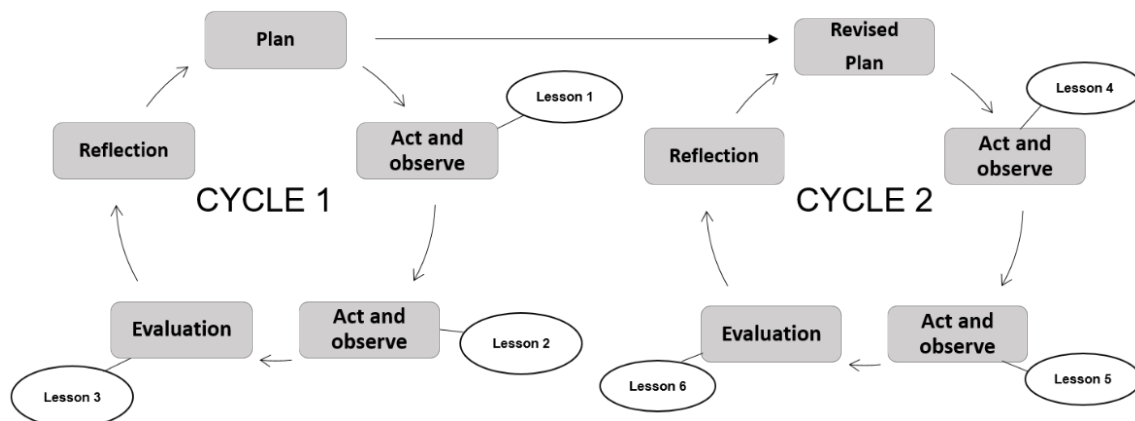 Plan
Lesson 1
Act and
observe
Reflection
CYCLE 1
Act and
observe
Lesson 2
Evaluation
Lesson 3
Revised
Plan
Lesson 4
Act and
observe
Reflection
CYCLE 2
Act and
observe
Lesson 5
Evaluation
Lesson 6